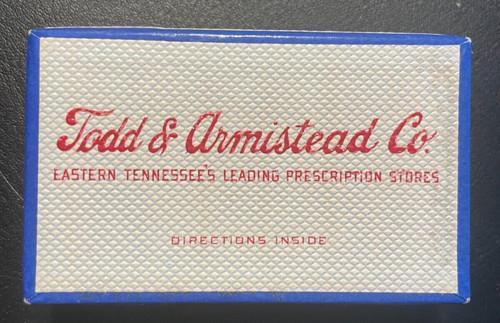 Todd & Armistead Co.
EASTERN TENNESSEE'S LEADING PRESCRIPTION STORES
DIRECTIONS INSIDE